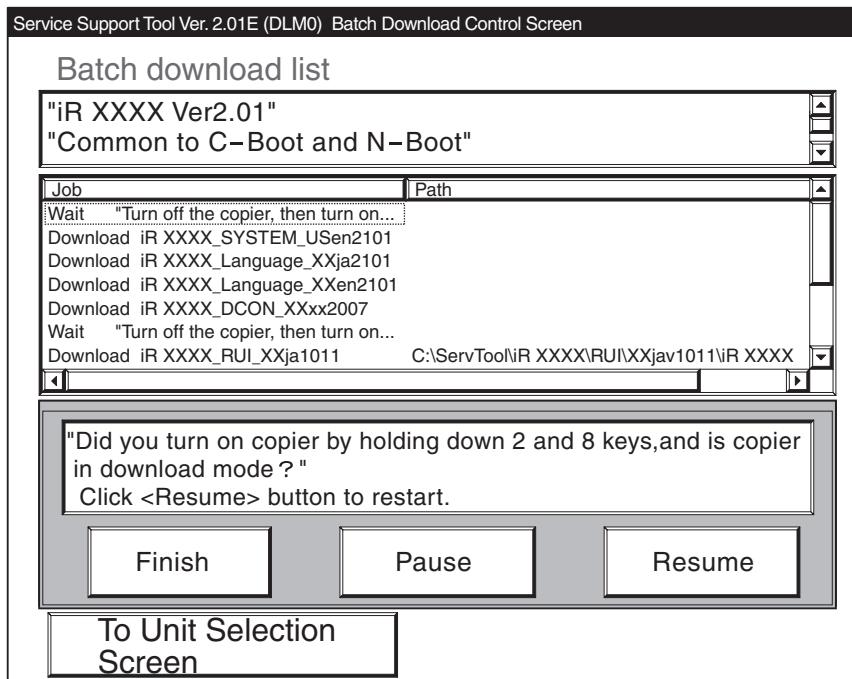 Service Support Tool Ver. 2.01E (DLM0)  Batch Download Control Screen
Batch download list
"iR XXXX Ver2.01"
"Common to C-Boot and N-Boot"
Job Path
Wait "Turn off the copier, then turn on...
Download iR XXXX_SYSTEM_USen2101
Download iR XXXX_Language_XXja2101
Download iR XXXX_Language_XXen2101
Download iR XXXX_DCON_XXxx2007
Wait "Turn off the copier, then turn on...
Download iR XXXX_RUI_XXja1011 C:\ServTool\iR XXXX\RUI\XXjav1011\iR XXXX
"Did you turn on copier by holding down 2 and 8 keys,and is copier
in download mode？"
Click <Resume> button to restart.
Finish Pause Resume
To Unit Selection
Screen